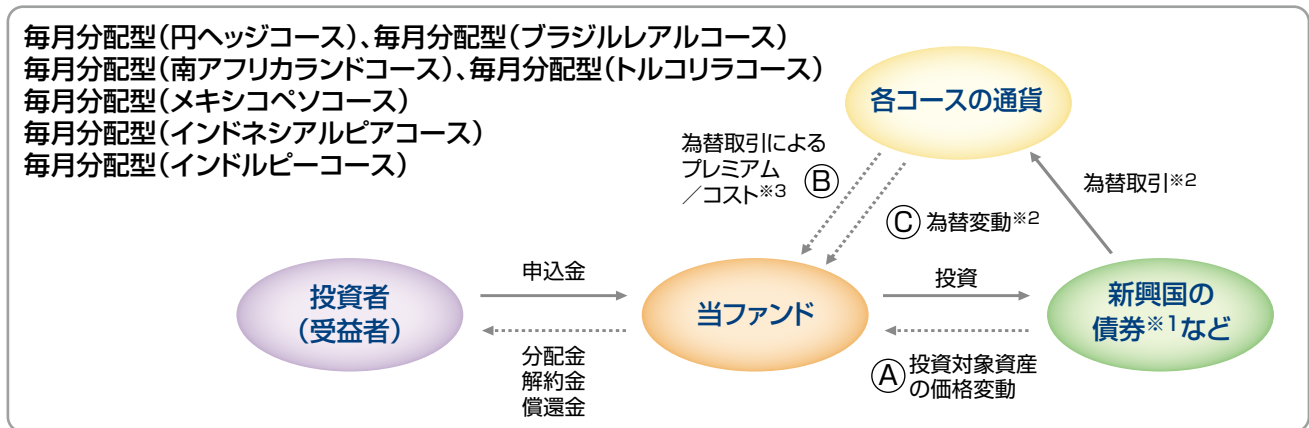 毎月分配型(円ヘッジコース)、毎月分配型(ブラジルレアルコース)
毎月分配型(南アフリカランドコース)、毎月分配型(トルコリラコース)
毎月分配型(メキシコペソコース)
毎月分配型(インドネシアルピアコース)
毎月分配型(インドルピーコース)
各コースの通貨
為替取引による
プレミアム
/コスト※3
Ⓑ
Ⓒ 為替変動※2
為替取引※2
投資者
(受益者)
申込金
分配金
解約金
償還金
当ファンド
投資
Ⓐ 投資対象資産
の価格変動
新興国の
債券※1など